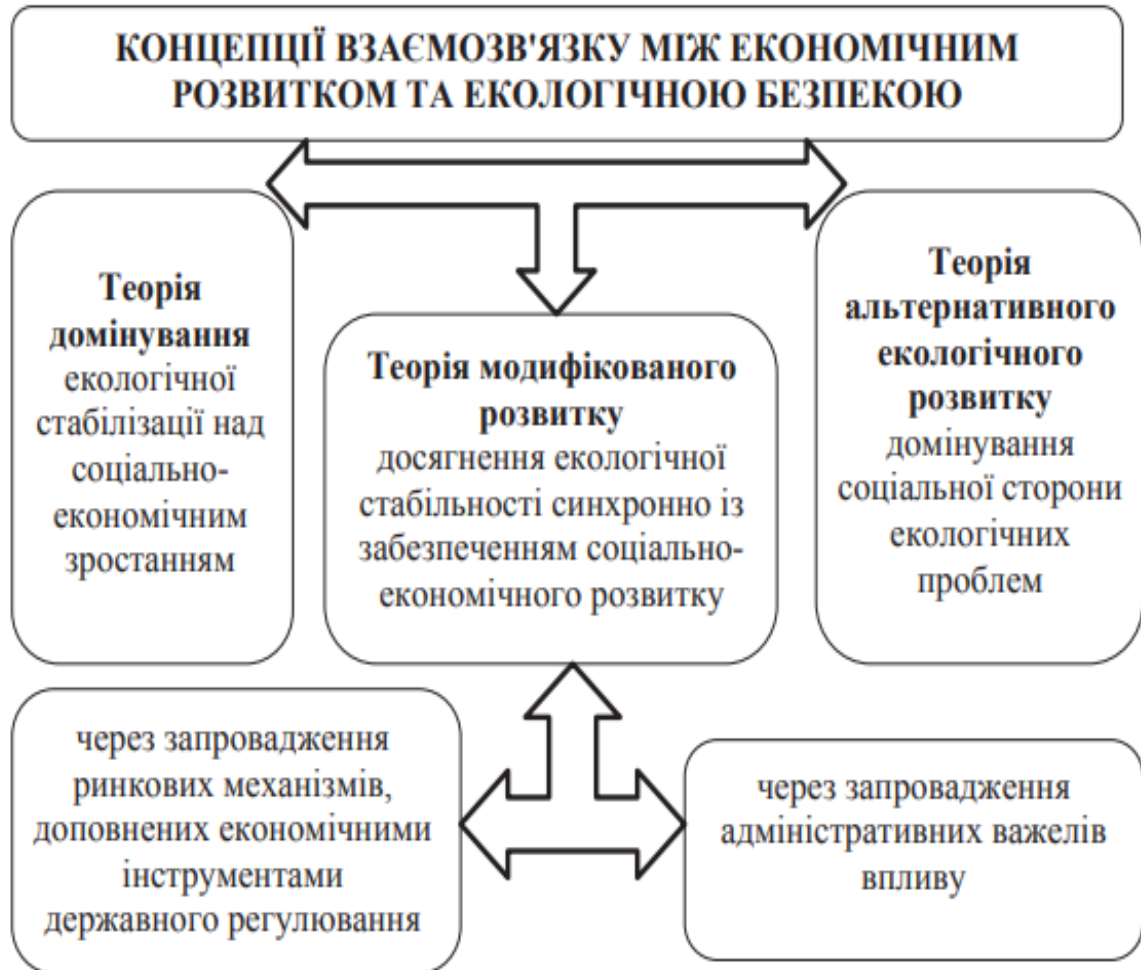 КОНЦЕПЦІЇ ВЗАЄМОЗВ'ЯЗКУ МІЖ ЕКОНОМІЧНИМ
РОЗВИТКОМ ТА ЕКОЛОГІЧНОЮ БЕЗПЕКОЮ
Теорія
домінування
екологічної
стабілізації над
соціально-
економічним
зростанням
Теорія модифікованого
розвитку
досягнення екологічної
стабільності синхронно із
забезпеченням соціально-
економічного розвитку
Теорія
альтернативного
екологічного
розвитку
домінування
соціальної сторони
екологічних
проблем
через запровадження
ринкових механізмів,
доповнених економічними
інструментами
державного регулювання
через запровадження
адміністративних важелів
впливу